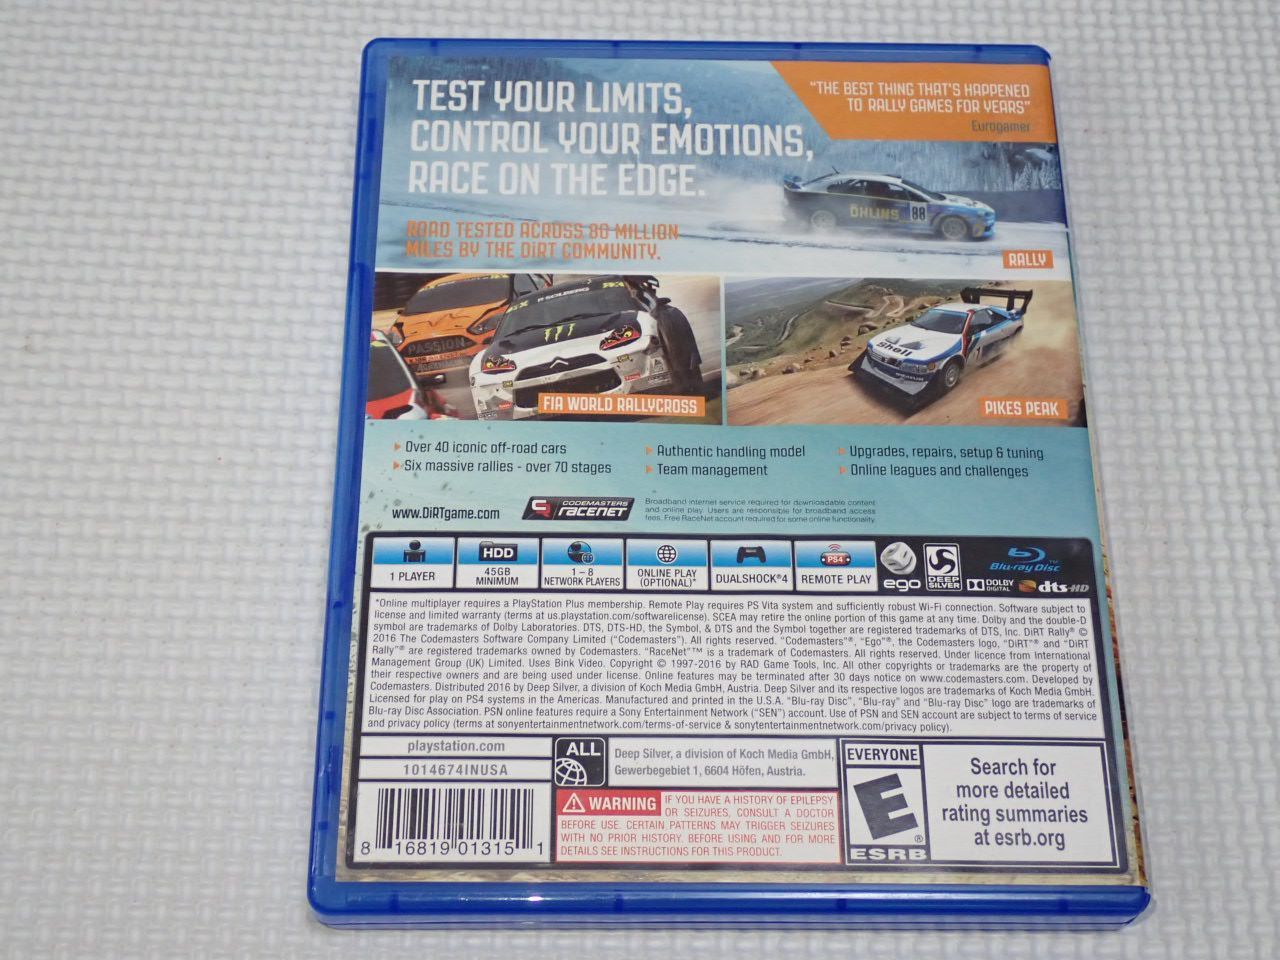 TEST YOUR LIMITS,
CONTROL YOUR EMOTIONS,
RACE ON THE EDGE.
"THE BEST THING THAT'S HAPPENED
TO RALLY GAMES FOR YEARS"
Eurogamer
ROAD TESTED ACROSS 80 MILLION
MILES BY THE DiRT COMMUNITY.
ÖHLINS 88
RALLY
PASSION
P. SOLBERG
FIA WORLD RALLYCROSS
Shell
PIKES PEAK
Over 40 iconic off-road cars
Six massive rallies - over 70 stages
Authentic handling model
Team management
Upgrades, repairs, setup & tuning
Online leagues and challenges
www.DiRTgame.com
CODEMASTERS
RACENET
Broadband internet service required for downloadable content
and online play. Users are responsible for broadband access
fees. Free RaceNet account required for some online functionality.
1 PLAYER
HDD
45GB
MINIMUM
1 – 8
NETWORK PLAYERS
ONLINE PLAY
(OPTIONAL)*
DUALSHOCK®4
PS4
REMOTE PLAY
ego
DEEP
SILVER
Blu-ray Disc™
DOLBY
DIGITAL
dts-HD
*Online multiplayer requires a PlayStation Plus membership. Remote Play requires PS Vita system and sufficiently robust Wi-Fi connection. Software subject to
license and limited warranty (terms at us.playstation.com/softwarelicense). SCEA may retire the online portion of this game at any time. Dolby and the double-D
symbol are trademarks of Dolby Laboratories. DTS, DTS-HD, the Symbol, & DTS and the Symbol together are registered trademarks of DTS, Inc. DiRT Rally® ©
2016 The Codemasters Software Company Limited ("Codemasters"). All rights reserved. "Codemasters"®, "Ego"®, the Codemasters logo, "DiRT"® and "DiRT
Rally"® are registered trademarks owned by Codemasters. "RaceNet"™ is a trademark of Codemasters. All rights reserved. Under licence from International
Management Group (UK) Limited. Uses Bink Video. Copyright © 1997-2016 by RAD Game Tools, Inc. All other copyrights or trademarks are the property of
their respective owners and are being used under license. Online features may be terminated after 30 days notice on www.codemasters.com. Developed by
Codemasters. Distributed 2016 by Deep Silver, a division of Koch Media GmbH, Austria. Deep Silver and its respective logos are trademarks of Koch Media GmbH.
Licensed for play on PS4 systems in the Americas. Manufactured and printed in the U.S.A. "Blu-ray Disc", "Blu-ray" and "Blu-ray Disc" logo are trademarks of
Blu-ray Disc Association. PSN online features require a Sony Entertainment Network ("SEN") account. Use of PSN and SEN account are subject to terms of service
and privacy policy (terms at sonyentertainmentnetwork.com/terms-of-service & sonytentertainmentnetwork.com/privacy policy).
playstation.com
1014674INUSA
8 16819 01315 1
ALL
Deep Silver, a division of Koch Media GmbH,
Gewerbegebiet 1, 6604 Höfen, Austria.
WARNING IF YOU HAVE A HISTORY OF EPILEPSY
OR SEIZURES, CONSULT A DOCTOR
BEFORE USE. CERTAIN PATTERNS MAY TRIGGER SEIZURES
WITH NO PRIOR HISTORY. BEFORE USING AND FOR MORE
DETAILS SEE INSTRUCTIONS FOR THIS PRODUCT.
EVERYONE
E
®
ESRB
Search for
more detailed
rating summaries
at esrb.org